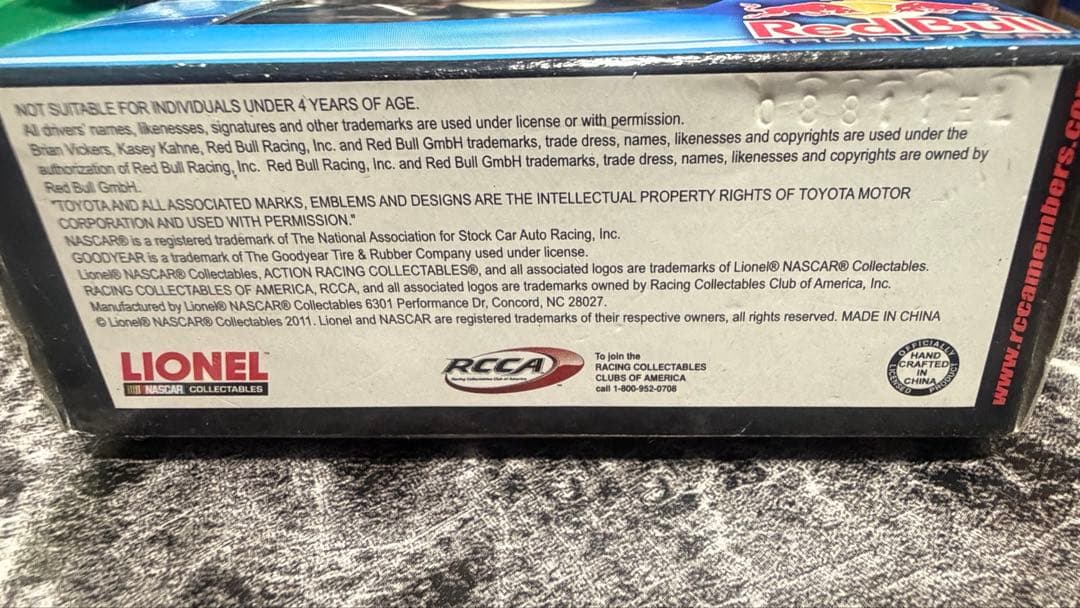 Red Bull
NOT SUITABLE FOR INDIVIDUALS UNDER 4 YEARS OF AGE.
All drivers' names, likenesses, signatures and other trademarks are used under license or with permission.
Brian Vickers, Kasey Kahne, Red Bull Racing, Inc. and Red Bull GmbH trademarks, trade dress, names, likenesses and copyrights are used under the
authorization of Red Bull Racing, Inc. Red Bull Racing, Inc. and Red Bull GmbH trademarks, trade dress, names, likenesses and copyrights are owned by
Red Bull GmbH.
"TOYOTA AND ALL ASSOCIATED MARKS, EMBLEMS AND DESIGNS ARE THE INTELLECTUAL PROPERTY RIGHTS OF TOYOTA MOTOR
CORPORATION AND USED WITH PERMISSION."
NASCAR® is a registered trademark of The National Association for Stock Car Auto Racing, Inc.
GOODYEAR is a trademark of The Goodyear Tire & Rubber Company used under license.
Lionel® NASCAR® Collectables, ACTION RACING COLLECTABLES®, and all associated logos are trademarks of Lionel® NASCAR® Collectables.
RACING COLLECTABLES CLUB OF AMERICA, RCCA, and all associated logos are trademarks owned by Racing Collectables Club of America, Inc.
Manufactured by Lionel® NASCAR® Collectables 6301 Performance Dr, Concord, NC 28027.
© Lionel® NASCAR® Collectables 2011. Lionel and NASCAR are registered trademarks of their respective owners, all rights reserved. MADE IN CHINA
LIONEL™
NASCAR COLLECTABLES
RCCA
Racing Collectables Club of America
To join the
RACING COLLECTABLES
CLUBS OF AMERICA
call 1-800-952-0708
OFFICIALLY
HAND
CRAFTED
IN
CHINA
LICENSED PRODUCT
www.rccamembers.co